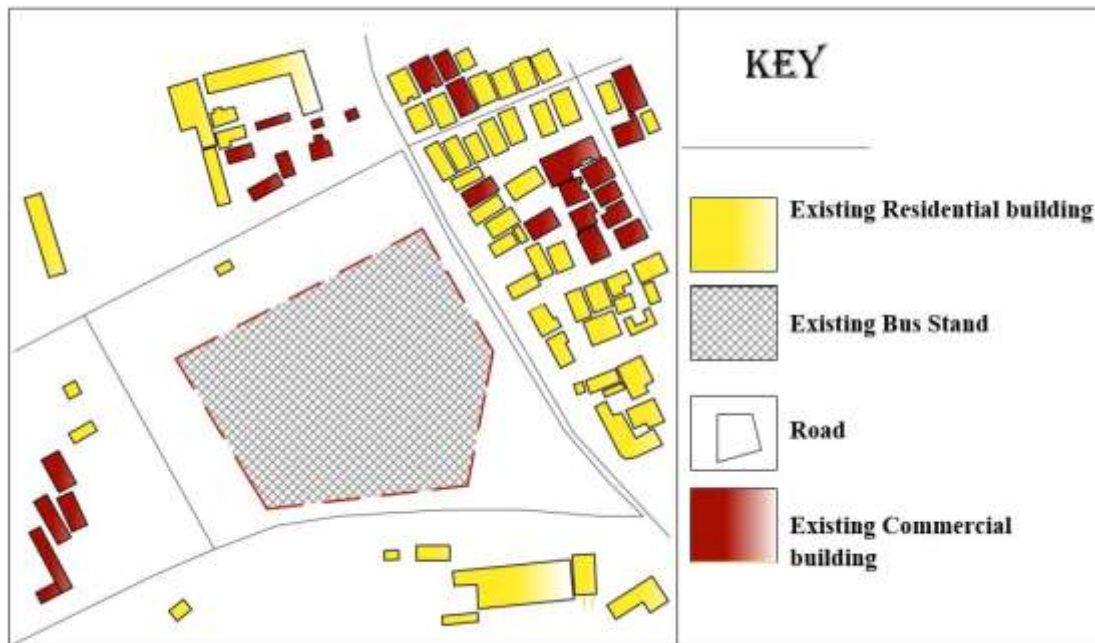 KEY
Existing Residential building
Existing Bus Stand
Road
Existing Commercial
building